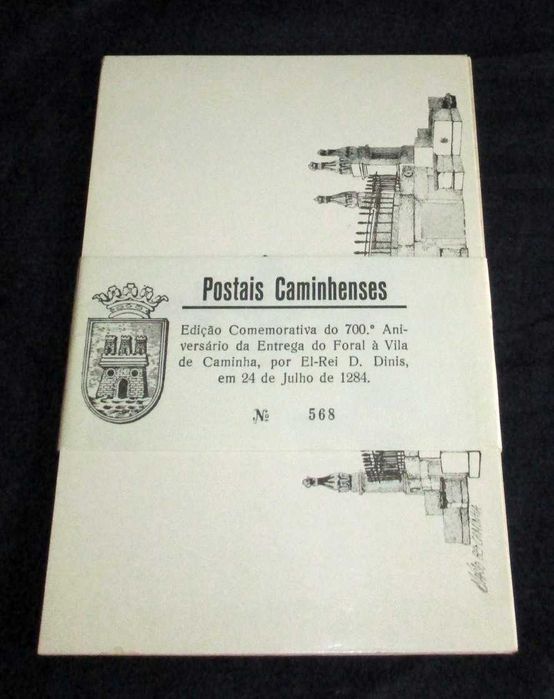 Postais Caminhenses
Edição Comemorativa do 700.º Ani-
versário da Entrega do Foral à Vila
de Caminha, por El-Rei D. Dinis,
em 24 de Julho de 1284.
Nº 568